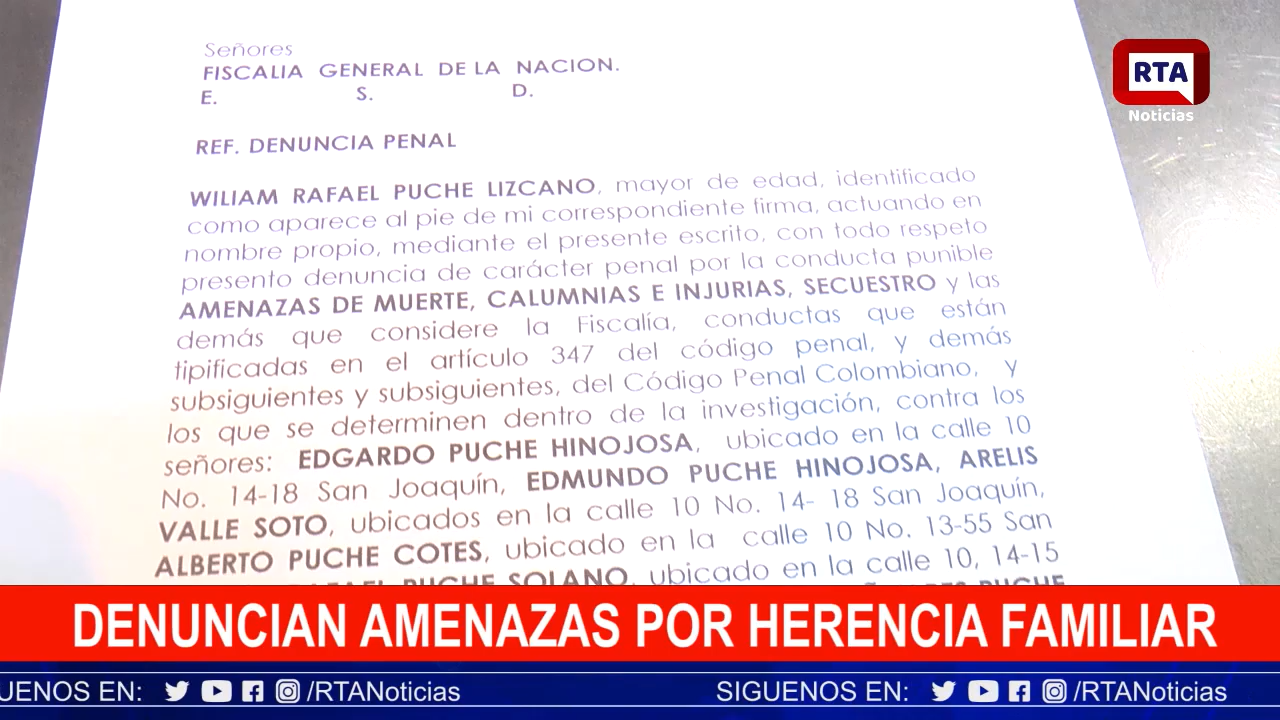 Señores
FISCALIA GENERAL DE LA NACION.
E. S. D.
REF. DENUNCIA PENAL
WILIAM RAFAEL PUCHE LIZCANO, mayor de edad, identificado
como aparece al pie de mi correspondiente firma, actuando en
nombre propio, mediante el presente escrito, con todo respeto
presento denuncia de carácter penal por la conducta punible
AMENAZAS DE MUERTE, CALUMNIAS E INJURIAS, SECUESTRO y las
demás que considere la Fiscalía, conductas que están
tipificadas en el artículo 347 del código penal, y demás
subsiguientes y subsiguientes, del Código Penal Colombiano, y
los que se determinen dentro de la investigación, contra los
señores: EDGARDO PUCHE HINOJOSA, ubicado en la calle 10
No. 14-18 San Joaquín, EDMUNDO PUCHE HINOJOSA, ARELIS
VALLE SOTO, ubicados en la calle 10 No. 14- 18 San Joaquín,
ALBERTO PUCHE COTES, ubicado en la calle 10 No. 13-55 San
RAFAEL PUCHE SOLANO, ubicado en la calle 10, 14-15
PUCHE
RTA
Noticias
DENUNCIAN AMENAZAS POR HERENCIA FAMILIAR
UENOS EN: /RTANoticias SIGUENOS EN: /RTANoticias